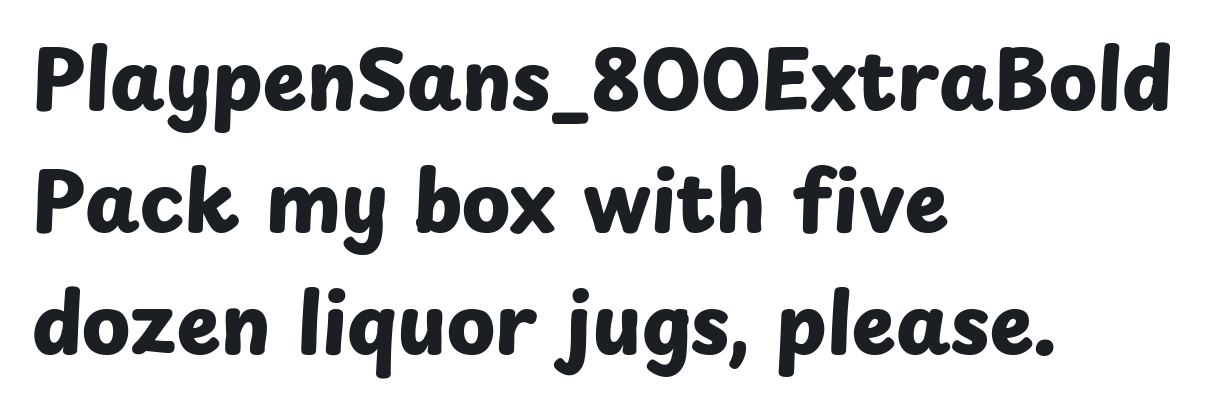 PlaypenSans_800ExtraBold
Pack my box with five
dozen liquor jugs, please.